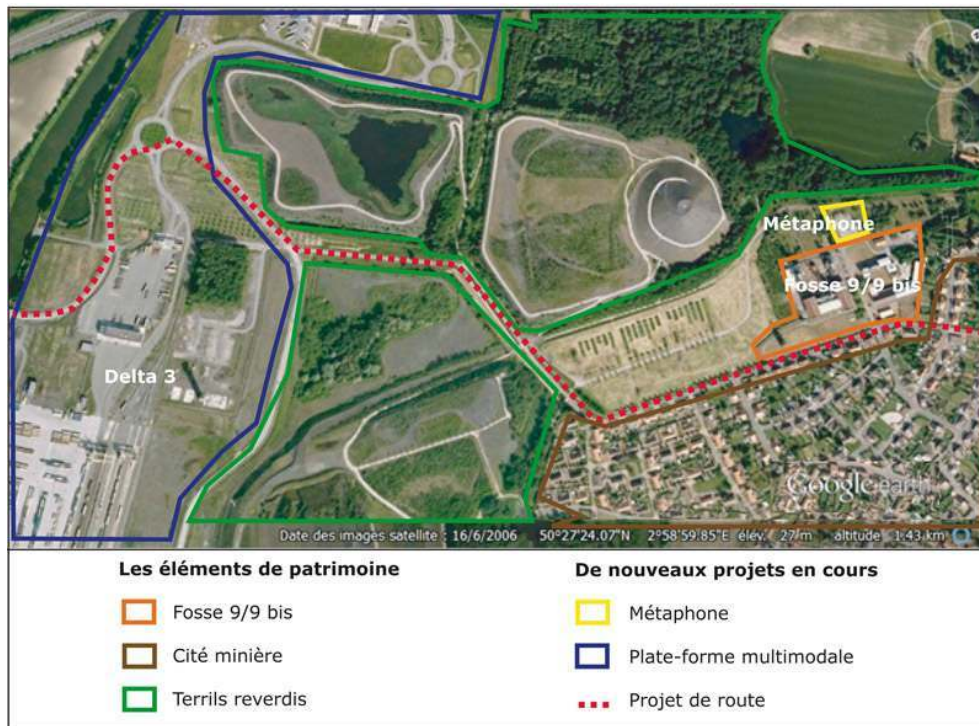 Métaphone
Fosse 9/9 bis
Delta 3
Google earth
Date des images satellite : 16/6/2006 50°27'24.07"N 2°58'59.85"E élév. 27 m altitude 1.43 km
Les éléments de patrimoine
Fosse 9/9 bis
Cité minière
Terrils reverdis
De nouveaux projets en cours
Métaphone
Plate-forme multimodale
Projet de route